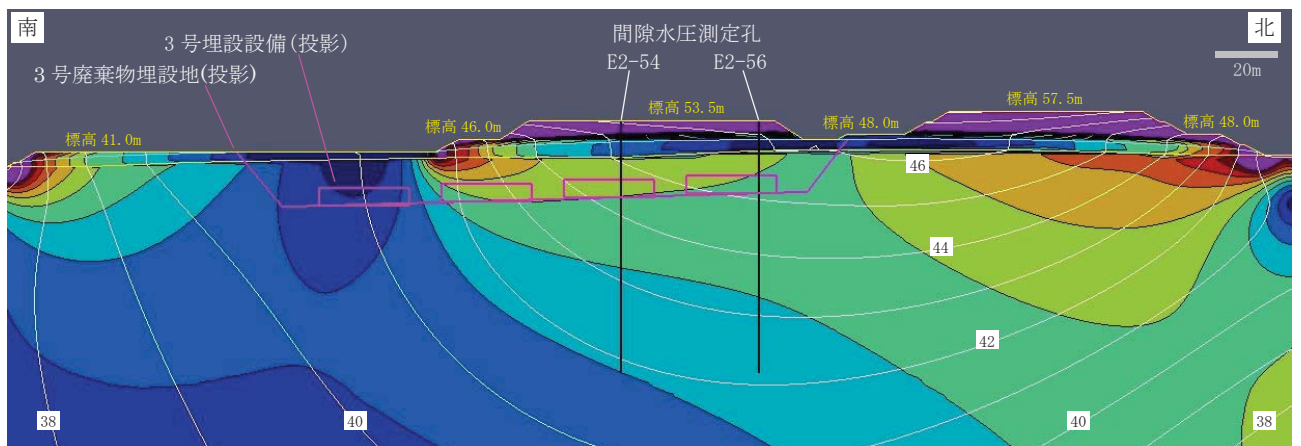 南
北
3 号埋設設備(投影)
3 号廃棄物埋設地(投影)
間隙水圧測定孔
E2-54
E2-56
20m
標高 41.0m
標高 46.0m
標高 53.5m
標高 48.0m
標高 57.5m
標高 48.0m
46
44
42
38
40
40
38